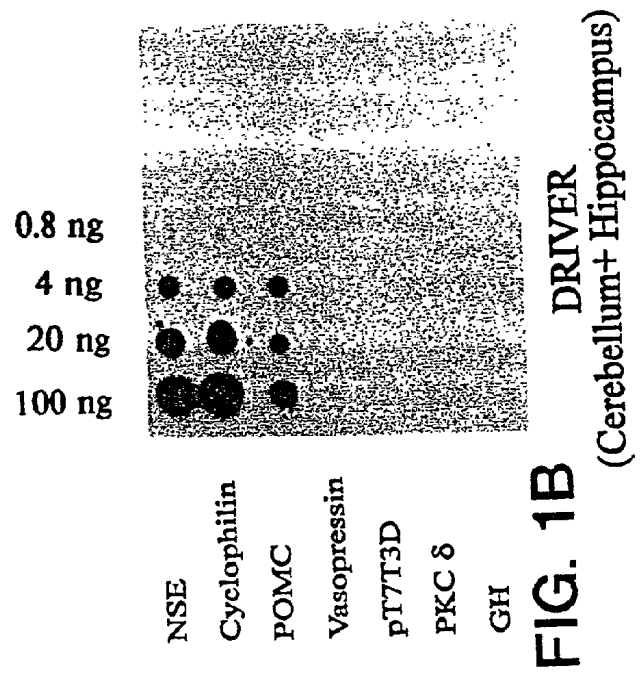 0.8 ng
4 ng
20 ng
100 ng
NSE
Cyclophilin
POMC
Vasopressin
pT7T3D
PKC δ
GH
FIG. 1B
DRIVER
(Cerebellum+ Hippocampus)